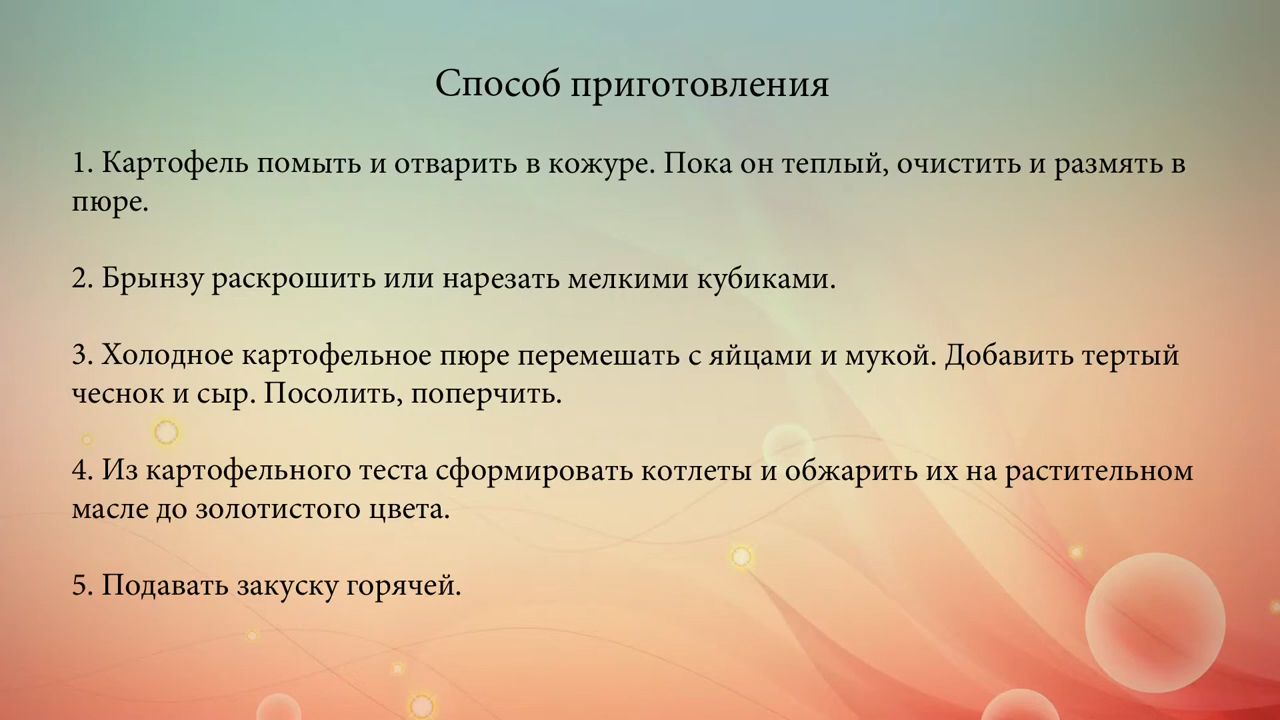 Способ приготовления
1. Картофель помыть и отварить в кожуре. Пока он теплый, очистить и размять в
пюре.
2. Брынзу раскрошить или нарезать мелкими кубиками.
3. Холодное картофельное пюре перемешать с яйцами и мукой. Добавить тертый
чеснок и сыр. Посолить, поперчить.
4. Из картофельного теста сформировать котлеты и обжарить их на растительном
масле до золотистого цвета.
5. Подавать закуску горячей.